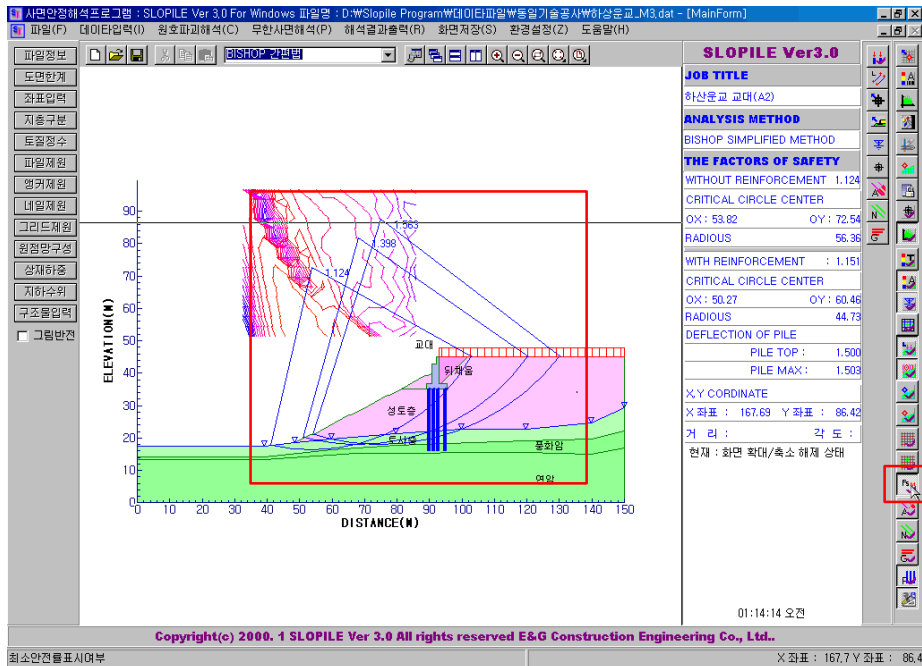 사면안정해석프로그램 : SLOPILE Ver 3.0 For Windows 파일명 : D:₩Slopile Program₩데이타파일₩동일기술공사₩하산운교_M3.dat - [MainForm]
파일(F) 데이타입력(I) 원호파괴해석(C) 무한사면해석(P) 해석결과출력(R) 화면저장(S) 환경설정(Z) 도움말(H)
파일정보
도면한계
좌표입력
지층구분
토질정수
파일제원
앵커제원
네일제원
그리드제원
원점망구성
상재하중
지하수위
구조물입력
그림반전
BISHOP 간편법
ELEVATION(M)
90
80
70
60
50
40
30
20
10
0
0 10 20 30 40 50 60 70 80 90 100 110 120 130 140 150
DISTANCE(M)
1.563
1.398
1.124
교대
뒤채움
성토층
토사층
풍화암
연암
SLOPILE Ver3.0
JOB TITLE
하산운교 교대(A2)
ANALYSIS METHOD
BISHOP SIMPLIFIED METHOD
THE FACTORS OF SAFETY
WITHOUT REINFORCEMENT 1.124
CRITICAL CIRCLE CENTER
OX : 53.82 OY : 72.54
RADIOUS 56.36
WITH REINFORCEMENT : 1.151
CRITICAL CIRCLE CENTER
OX : 50.27 OY : 60.46
RADIOUS 44.73
DEFLECTION OF PILE
PILE TOP : 1.500
PILE MAX : 1.503
X,Y CORDINATE
X 좌표 : 167.69 Y 좌표 : 86.42
거 리 : 각 도 :
현재 : 화면 확대/축소 해제 상태
01:14:14 오전
Copyright(c) 2000. 1 SLOPILE Ver 3.0 All rights reserved E&G Construction Engineering Co., Ltd..
최소안전률표시여부
X 좌표 : 167.7 Y 좌표 : 86.4